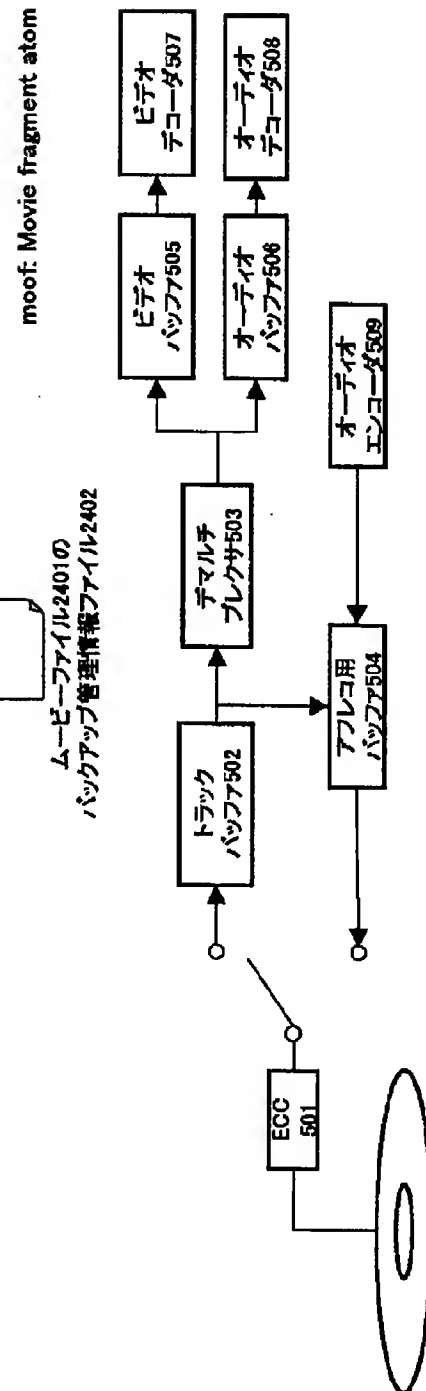 moof: Movie fragment atom
ムービーファイル2401の
バックアップ管理情報ファイル2402
ECC
501
トラック
バッファ502
デマルチ
プレクサ503
ビデオ
バッファ505
ビデオ
デコーダ507
オーディオ
バッファ506
オーディオ
デコーダ508
アフレコ用
バッファ504
オーディオ
エンコーダ509